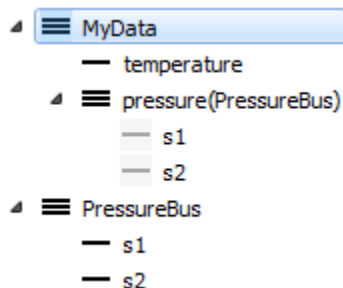 MyData
temperature
pressure(PressureBus)
s1
s2
PressureBus
s1
s2